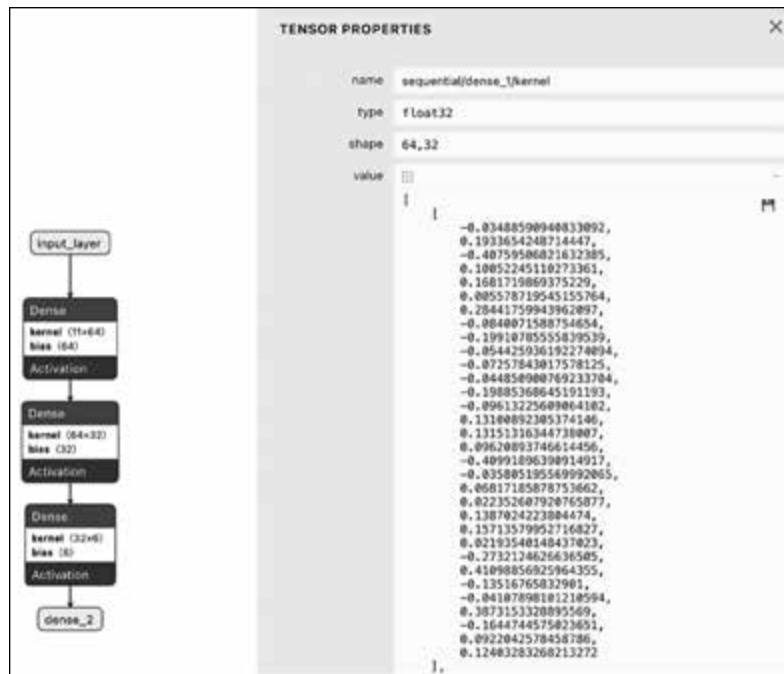 TENSOR PROPERTIES
name
sequential/dense_1/kernel
type
float32
shape
64,32
value
[
[
-0.03488590940833092,
0.1933654248714447,
-0.40759506821632385,
0.10052245110273361,
0.1681719869375229,
0.005578719545155764,
0.28441759943962097,
-0.0840071588754654,
-0.19910785555839539,
-0.054425936192274094,
-0.07257843017578125,
-0.044850900769233704,
-0.19885368645191193,
-0.09613225609064102,
0.13100892305374146,
0.13151316344738007,
0.09620893746614456,
-0.40991896390914917,
-0.035805195569992065,
0.06817185878753662,
0.022352607920765877,
0.1387024223804474,
0.15713579952716827,
0.02193540148437023,
-0.2732124626636505,
0.41098856925964355,
-0.13516765832901,
-0.04107898101210594,
0.3873153328895569,
-0.1644744575023651,
0.0922042578458786,
0.12403283268213272
],
input_layer
Dense
kernel ⟨11×64⟩
bias ⟨64⟩
Activation
Dense
kernel ⟨64×32⟩
bias ⟨32⟩
Activation
Dense
kernel ⟨32×6⟩
bias ⟨6⟩
Activation
dense_2